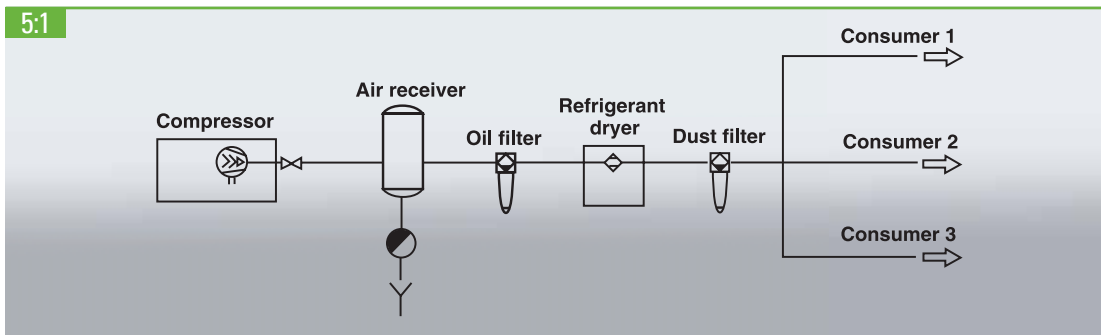 5:1
Compressor
Air receiver
Oil filter
Refrigerant
dryer
Dust filter
Consumer 1
Consumer 2
Consumer 3